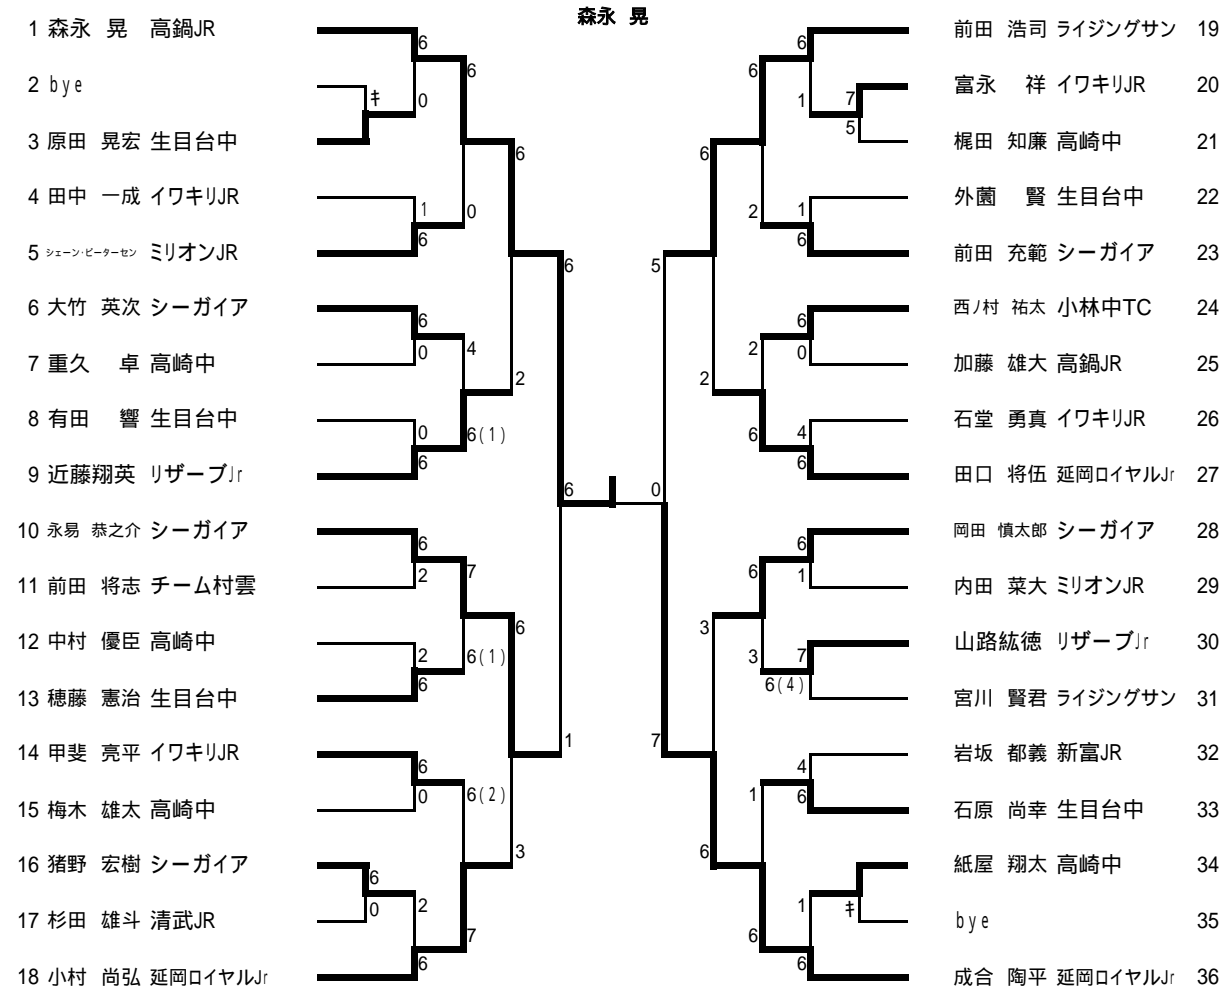 森永 晃
1 森永 晃 高鍋JR
2 bye
3 原田 晃宏 生目台中
4 田中 一成 イワキリJR
5 シェーン・ピーターセン ミリオンJR
6 大竹 英次 シーガイア
7 重久 卓 高崎中
8 有田 響 生目台中
9 近藤翔英 リザーブJr
10 永易 恭之介 シーガイア
11 前田 将志 チーム村雲
12 中村 優臣 高崎中
13 穂藤 憲治 生目台中
14 甲斐 亮平 イワキリJR
15 梅木 雄太 高崎中
16 猪野 宏樹 シーガイア
17 杉田 雄斗 清武JR
18 小村 尚弘 延岡ロイヤルJr
6
キ 0
1
6
6
0
0
6
6
2
2
6
6
0
6
0
2
6
6
0
4
6(1)
7
6(1)
6(2)
7
6
2
6
3
6
1
6
0
5
7
6
2
3
6
6
2
2
6
6
3
1
6
6
1
7
5
1
6
6
0
4
6
6
1
7
6(4)
4
6
1
キ
6
前田 浩司 ライジングサン 19
富永 祥 イワキリJR 20
梶田 知廉 高崎中 21
外薗 賢 生目台中 22
前田 充範 シーガイア 23
西ノ村 祐太 小林中TC 24
加藤 雄大 高鍋JR 25
石堂 勇真 イワキリJR 26
田口 将伍 延岡ロイヤルJr 27
岡田 慎太郎 シーガイア 28
内田 菜大 ミリオンJR 29
山路紘徳 リザーブJr 30
宮川 賢君 ライジングサン 31
岩坂 都義 新富JR 32
石原 尚幸 生目台中 33
紙屋 翔太 高崎中 34
bye 35
成合 陶平 延岡ロイヤルJr 36